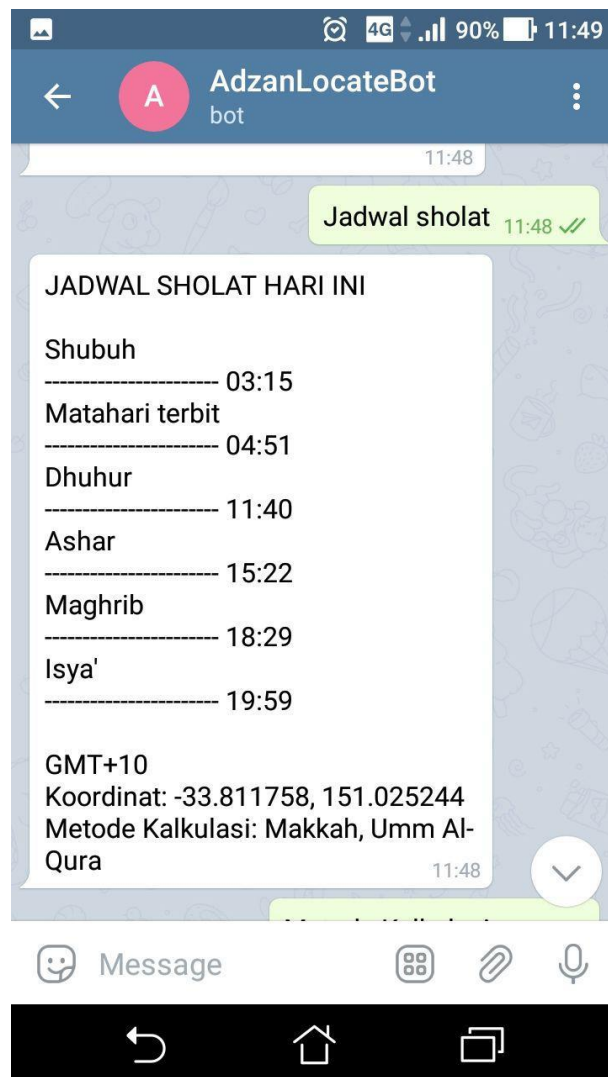 4G 90% 11:49
A
AdzanLocateBot
bot
11:48
Jadwal sholat 11:48
JADWAL SHOLAT HARI INI
Shubuh
----------------------- 03:15
Matahari terbit
----------------------- 04:51
Dhuhur
----------------------- 11:40
Ashar
----------------------- 15:22
Maghrib
----------------------- 18:29
Isya'
----------------------- 19:59
GMT+10
Koordinat: -33.811758, 151.025244
Metode Kalkulasi: Makkah, Umm Al-
Qura 11:48
Message